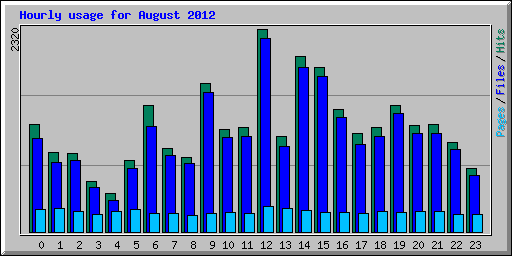 Hourly usage for August 2012
2320
Pages / Files / Hits
0 1 2 3 4 5 6 7 8 9 10 11 12 13 14 15 16 17 18 19 20 21 22 23